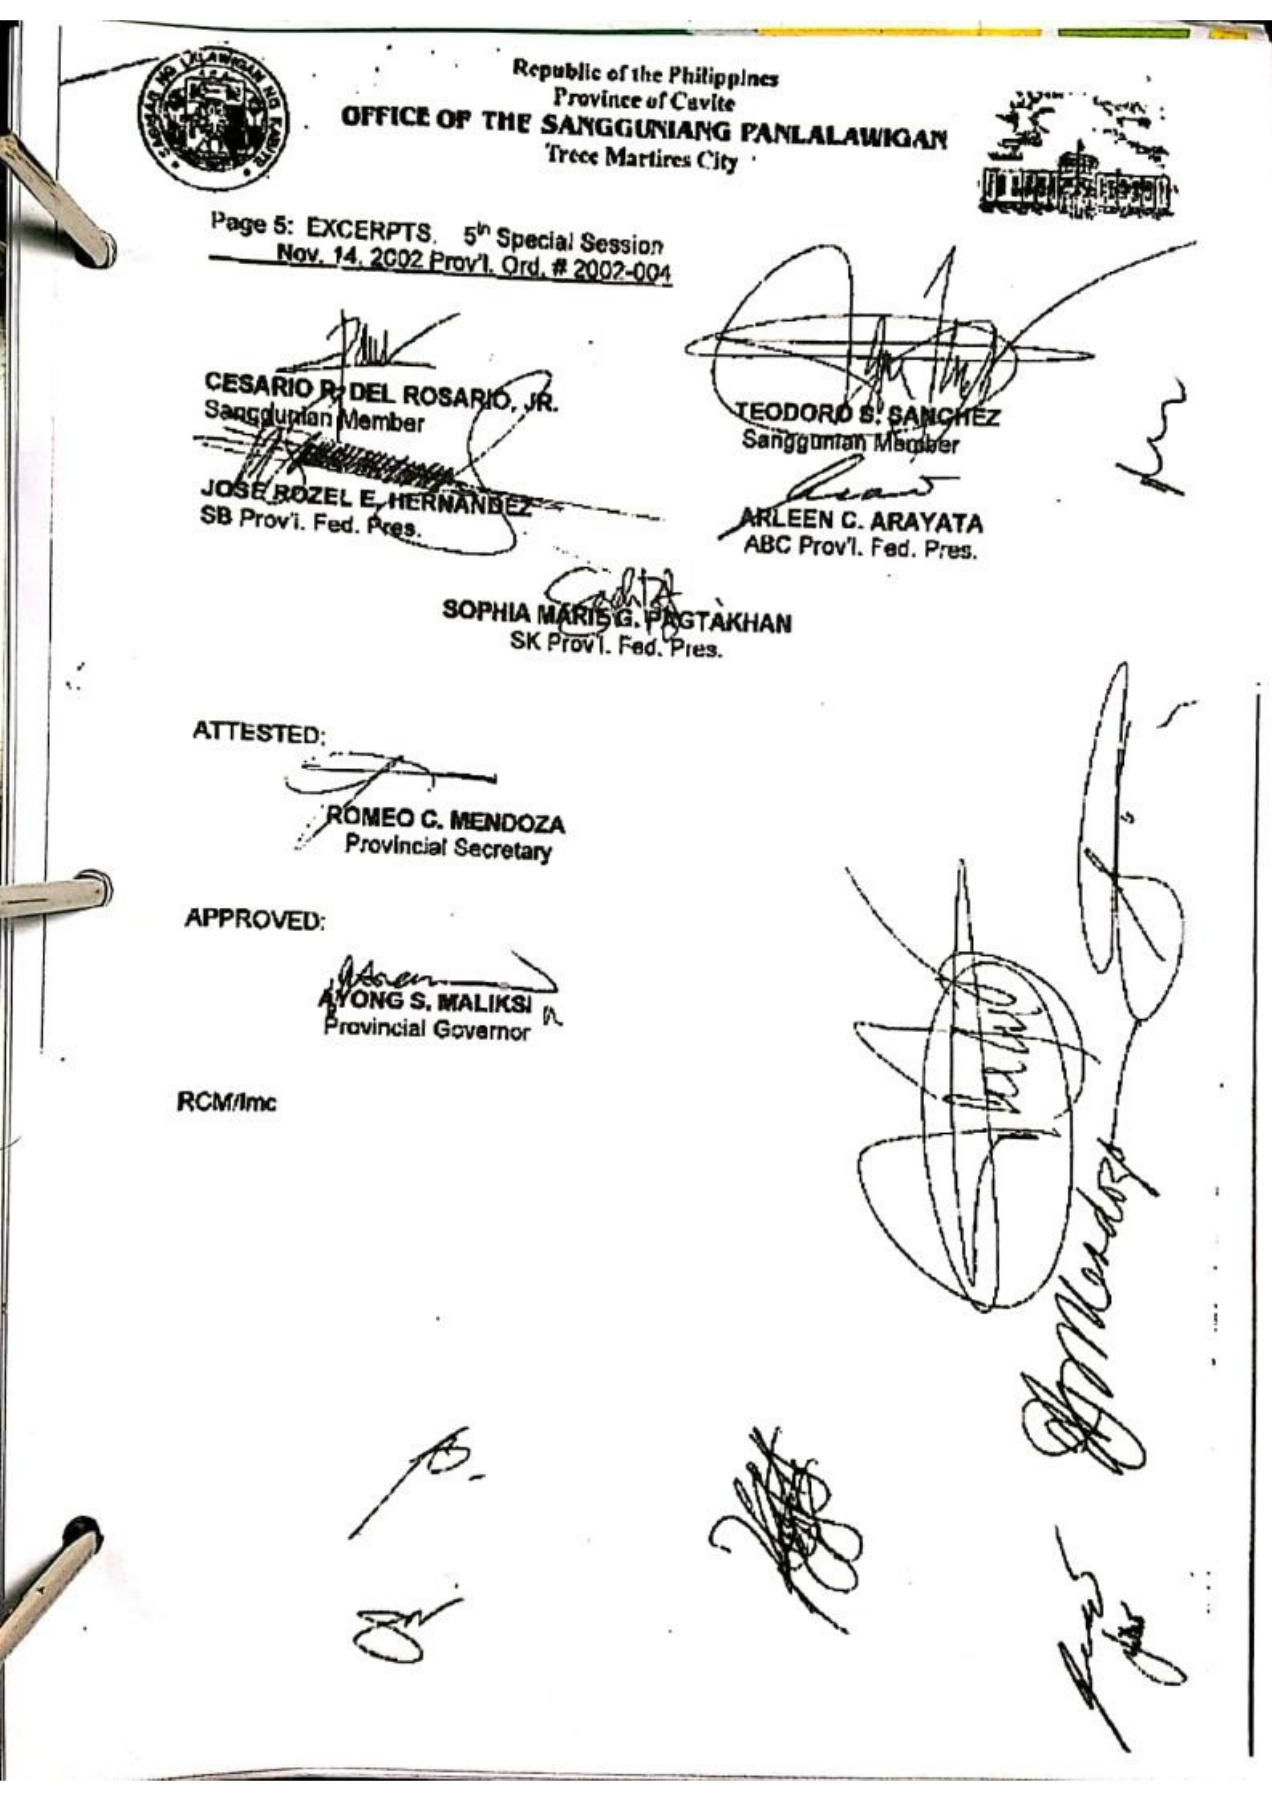 Republic of the Philippines
Province of Cavite
OFFICE OF THE SANGGUNIANG PANLALAWIGAN
Trece Martires City
Page 5: EXCERPTS, 5th Special Session
Nov. 14, 2002 Prov'l. Ord. # 2002-004
CESARIO R. DEL ROSARIO, JR.
Sanggunian Member
TEODORO S. SANCHEZ
Sanggunian Member
JOSE ROZEL E. HERNANDEZ
SB Prov'l. Fed. Pres.
ARLEEN C. ARAYATA
ABC Prov'l. Fed. Pres.
SOPHIA MARIE G. PAGTAKHAN
SK Prov'l. Fed. Pres.
ATTESTED:
ROMEO C. MENDOZA
Provincial Secretary
APPROVED:
AYONG S. MALIKSI
Provincial Governor
RCM/lmc
Mendoza